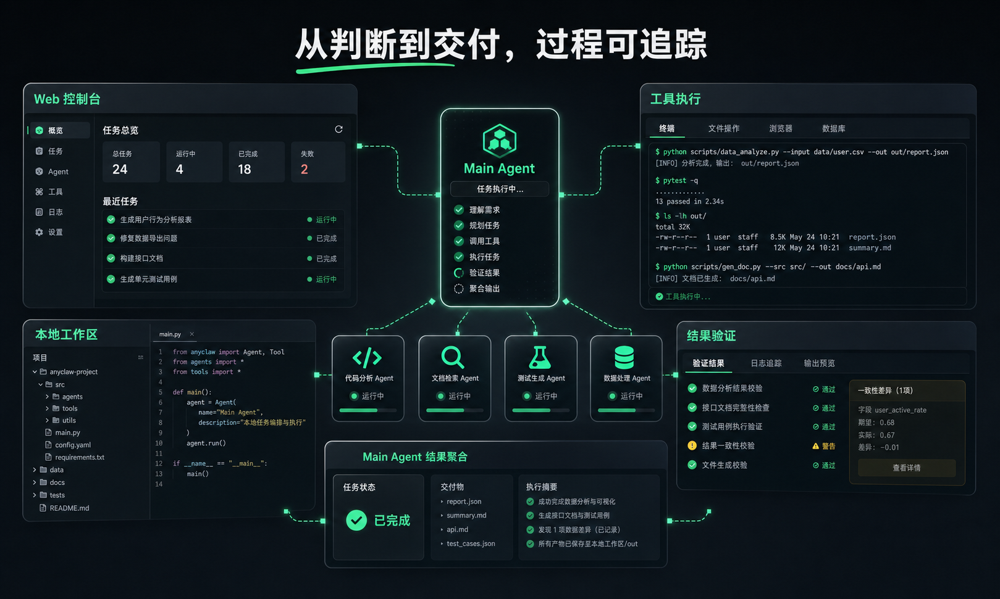 从判断到交付，过程可追踪
Web 控制台
概览
任务
Agent
工具
日志
设置
任务总览
总任务
24
运行中
4
已完成
18
失败
2
最近任务
生成用户行为分析报表
运行中
修复数据导出问题
已完成
构建接口文档
已完成
生成单元测试用例
运行中
Main Agent
任务执行中...
理解需求
规划任务
调用工具
执行任务
验证结果
聚合输出
工具执行
终端 文件操作 浏览器 数据库
$ python scripts/data_analyze.py --input data/user.csv --out out/report.json
[INFO] 分析完成，输出： out/report.json
$ pytest -q
.............
13 passed in 2.34s
$ ls -lh out/
total 32K
-rw-r--r-- 1 user staff 8.5K May 24 10:21 report.json
-rw-r--r-- 1 user staff 12K May 24 10:21 summary.md
$ python scripts/gen_doc.py --src src/ --out docs/api.md
[INFO] 文档已生成： docs/api.md
工具执行中...
本地工作区
项目
anyclaw-project
src
agents
tools
utils
main.py
config.yaml
requirements.txt
data
docs
tests
README.md
main.py ×
1 from anyclaw import Agent, Tool
2 from agents import *
3 from tools import *
4
5 def main():
6 agent = Agent(
7 name="Main Agent",
8 description="本地任务编排与执行"
9 )
10 agent.run()
11
12 if __name__ == "__main__":
13 main()
14
代码分析 Agent
运行中
文档检索 Agent
运行中
测试生成 Agent
运行中
数据处理 Agent
运行中
结果验证
验证结果 日志追踪 输出预览
数据分析结果校验 通过
接口文档完整性检查 通过
测试用例执行验证 通过
结果一致性校验 警告
文件生成校验 通过
一致性差异（1项）
字段 user_active_rate
期望：0.68
实际：0.67
差异：-0.01
查看详情
Main Agent 结果聚合
任务状态
已完成
交付物
report.json
summary.md
api.md
test_cases.json
执行摘要
成功完成数据分析与可视化
生成接口文档与测试用例
发现 1 项数据差异（已记录）
所有产物已保存至本地工作区/out